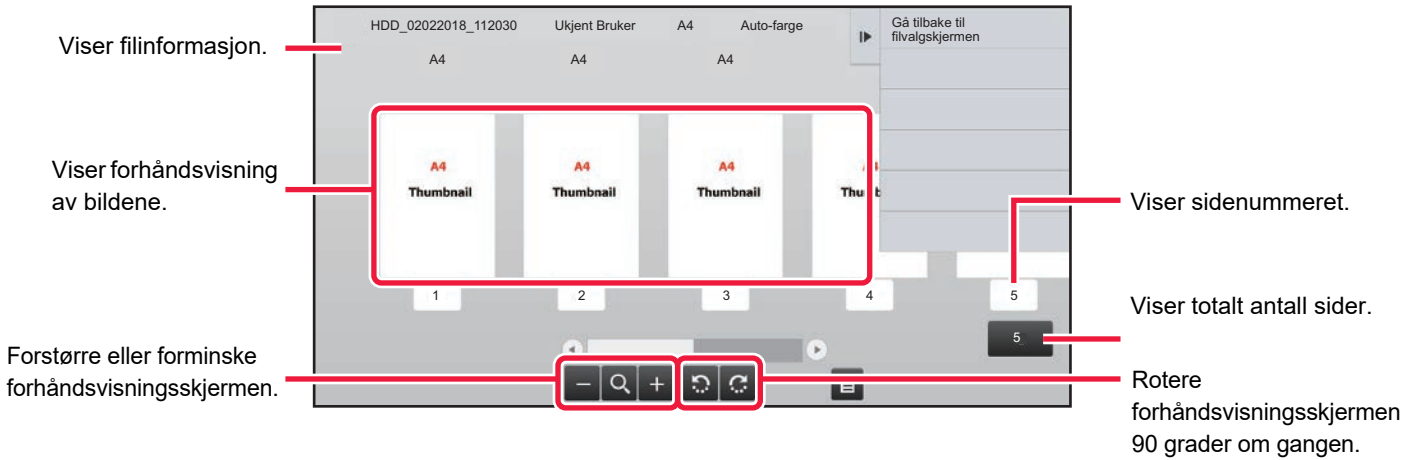 Viser filinformasjon.
HDD_02022018_112030 Ukjent Bruker A4 Auto-farge
A4 A4 A4
Gå tilbake til
filvalgskjermen
Viser forhåndsvisning
av bildene.
A4 A4 A4
Thumbnail Thumbnail Thumbnail
1 2 3 4 5
Viser sidenummeret.
5
Viser totalt antall sider.
Forstørre eller forminske
forhåndsvisningsskjermen.
Rotere
forhåndsvisningsskjermen
90 grader om gangen.